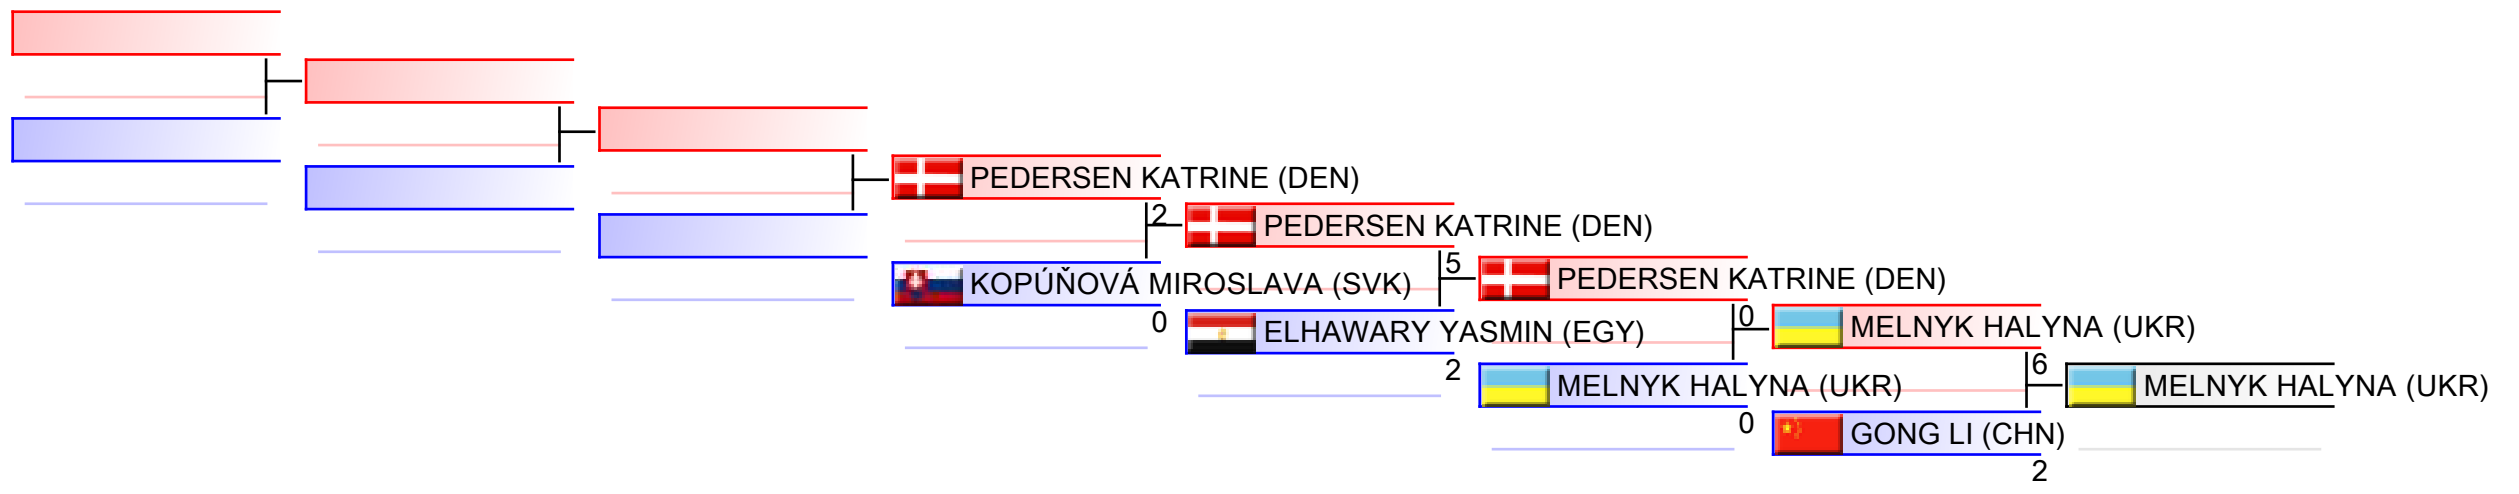 PEDERSEN KATRINE (DEN)
2
PEDERSEN KATRINE (DEN)
KOPÚŇOVÁ MIROSLAVA (SVK)
5
PEDERSEN KATRINE (DEN)
0
ELHAWARY YASMIN (EGY)
0
MELNYK HALYNA (UKR)
2
MELNYK HALYNA (UKR)
6
MELNYK HALYNA (UKR)
0
GONG LI (CHN)
2